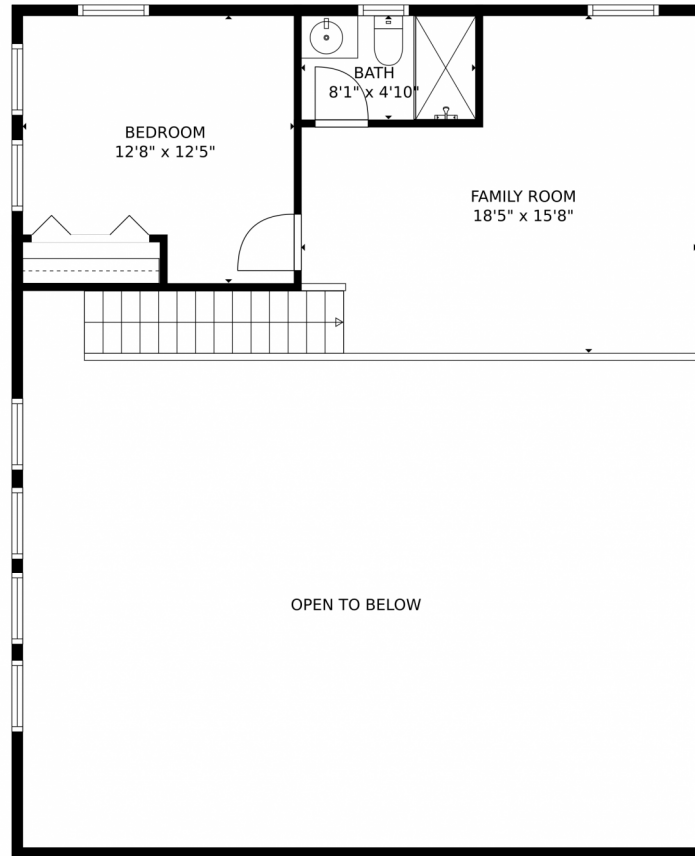 BATH
8'1" x 4'10"
BEDROOM
12'8" x 12'5"
FAMILY ROOM
18'5" x 15'8"
OPEN TO BELOW